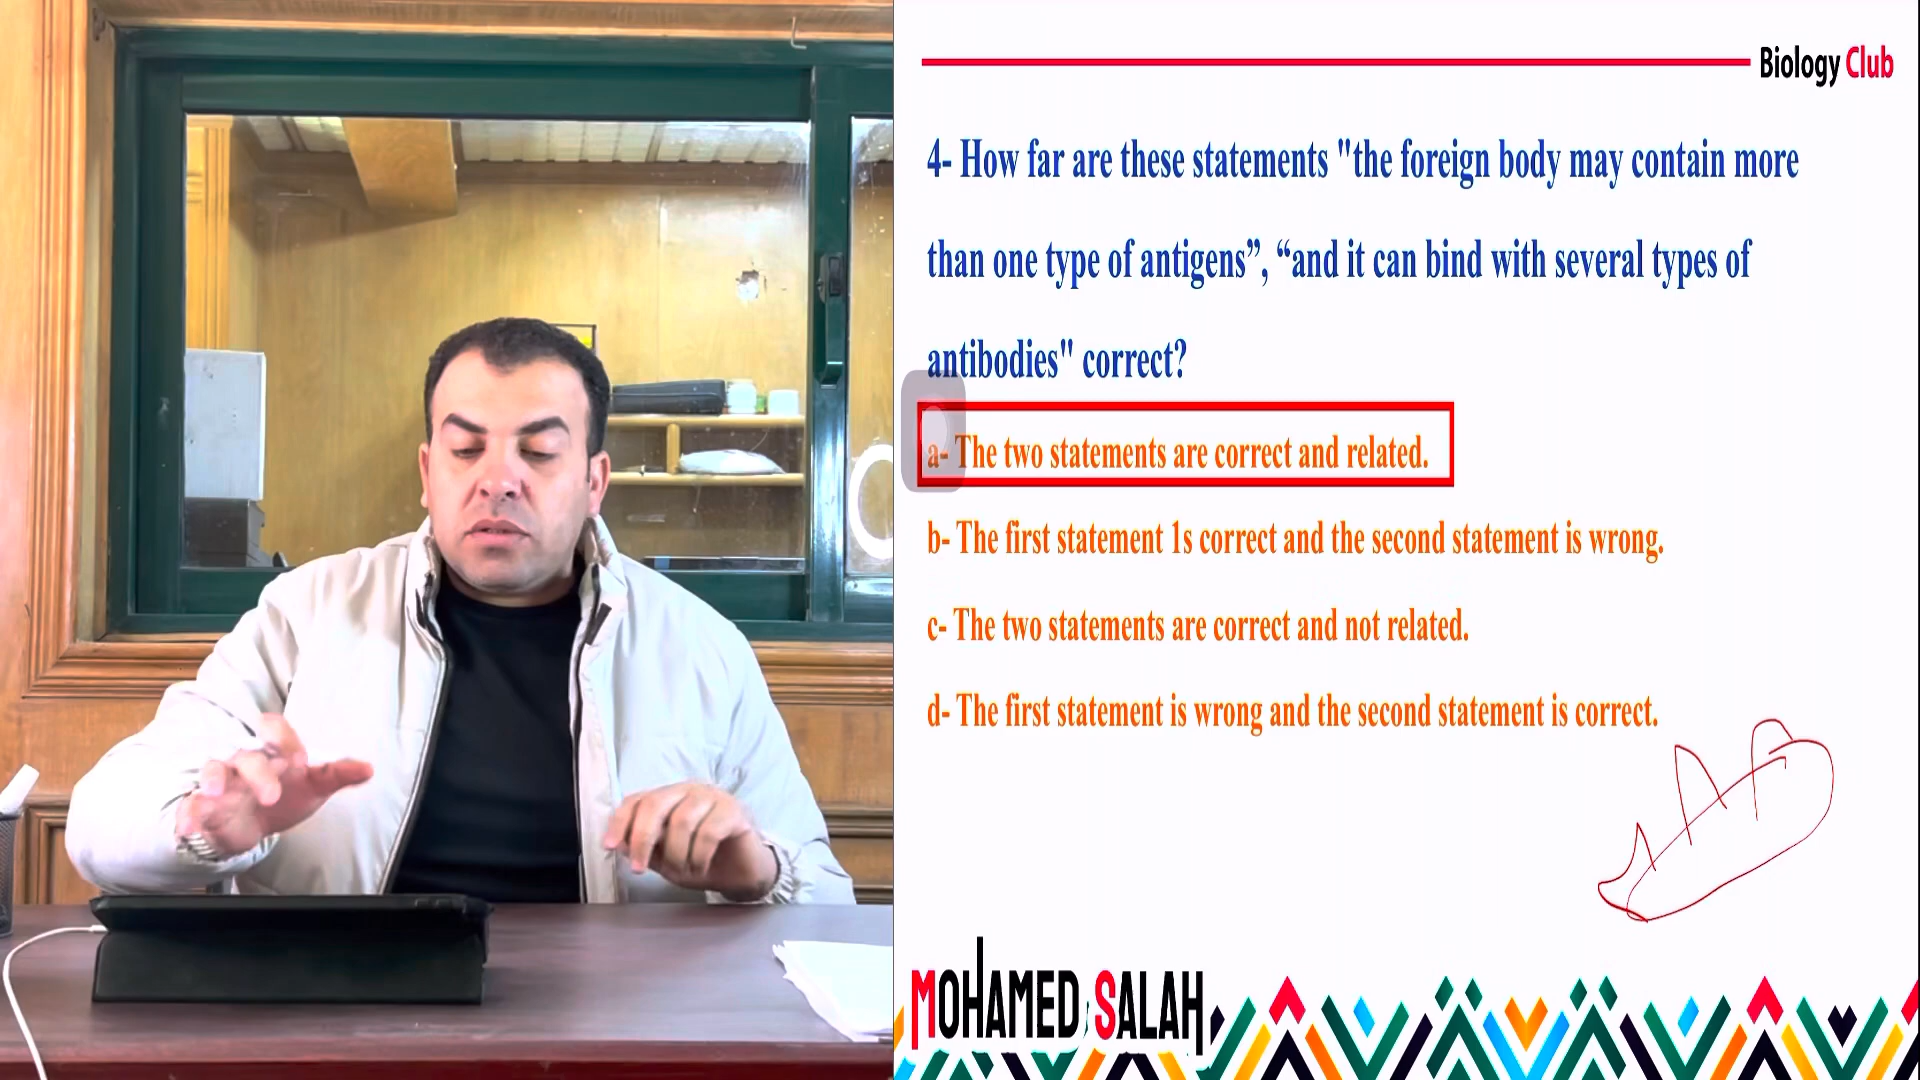 Biology Club
4- How far are these statements "the foreign body may contain more
than one type of antigens”, “and it can bind with several types of
antibodies" correct?
a- The two statements are correct and related.
b- The first statement 1s correct and the second statement is wrong.
c- The two statements are correct and not related.
d- The first statement is wrong and the second statement is correct.
MOHAMED SALAH